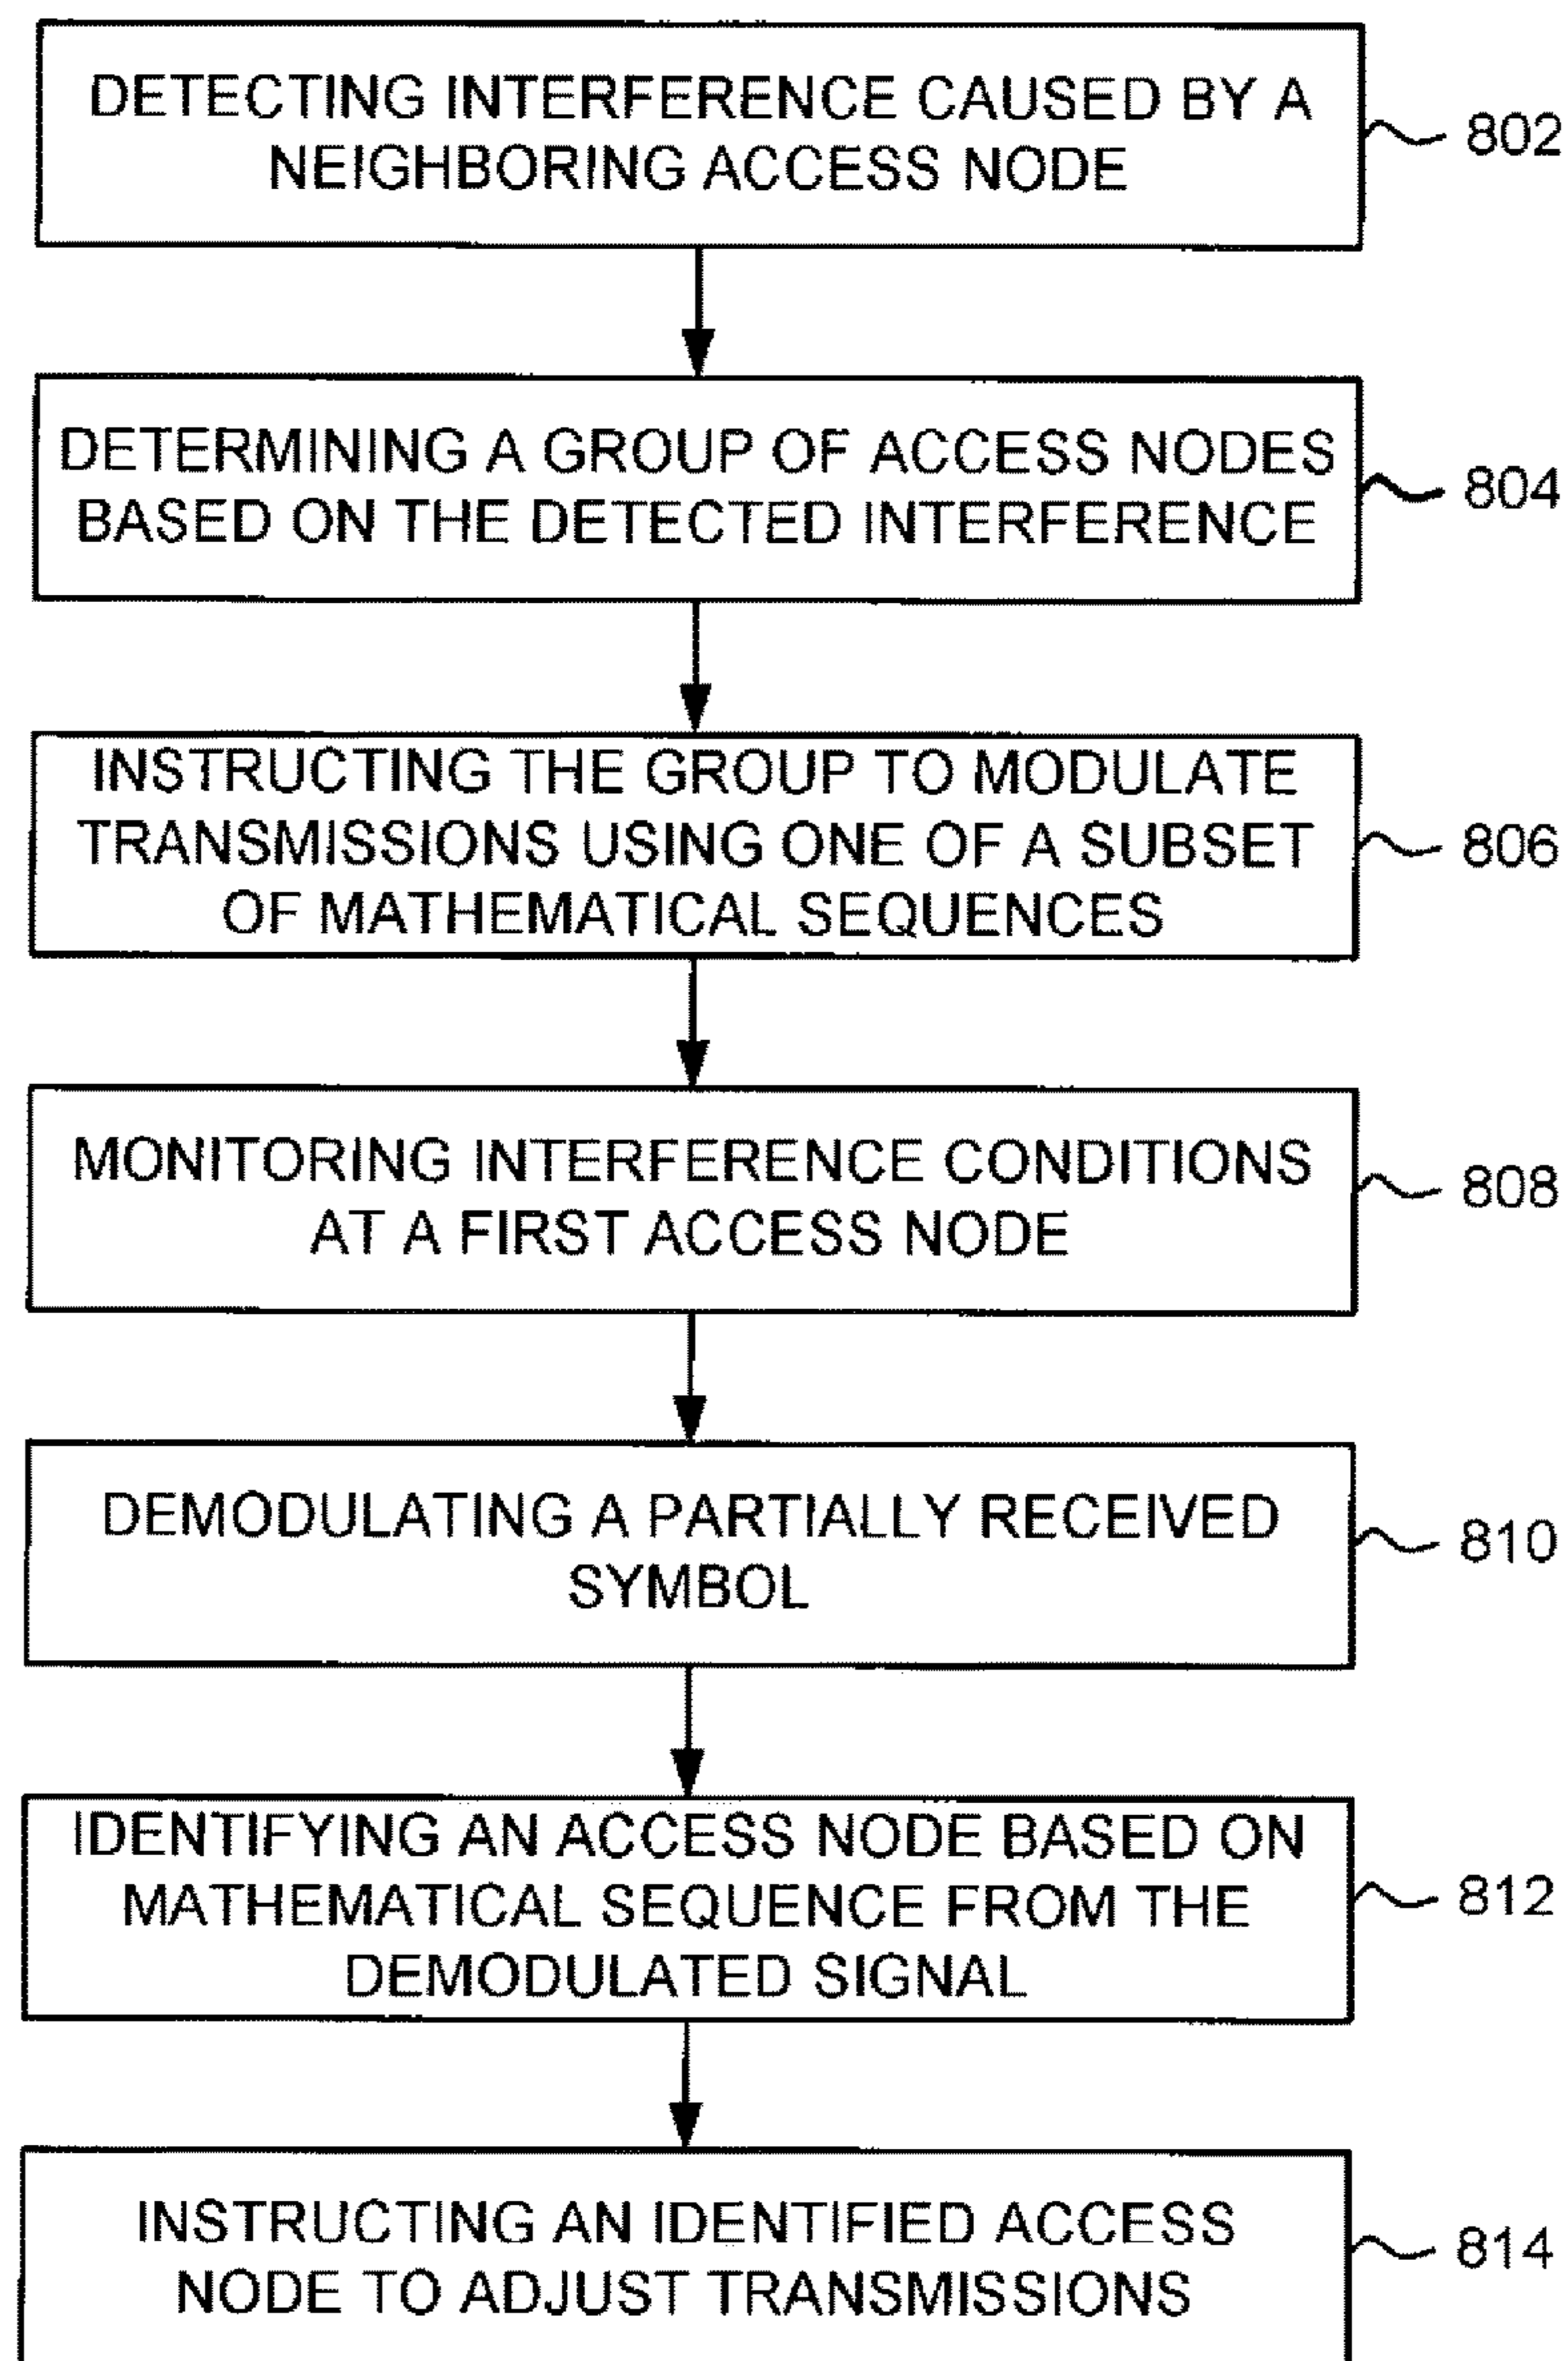 DETECTING INTERFERENCE CAUSED BY A
NEIGHBORING ACCESS NODE
802
DETERMINING A GROUP OF ACCESS NODES
BASED ON THE DETECTED INTERFERENCE
804
INSTRUCTING THE GROUP TO MODULATE
TRANSMISSIONS USING ONE OF A SUBSET
OF MATHEMATICAL SEQUENCES
806
MONITORING INTERFERENCE CONDITIONS
AT A FIRST ACCESS NODE
808
DEMODULATING A PARTIALLY RECEIVED
SYMBOL
810
IDENTIFYING AN ACCESS NODE BASED ON
MATHEMATICAL SEQUENCE FROM THE
DEMODULATED SIGNAL
812
INSTRUCTING AN IDENTIFIED ACCESS
NODE TO ADJUST TRANSMISSIONS
814